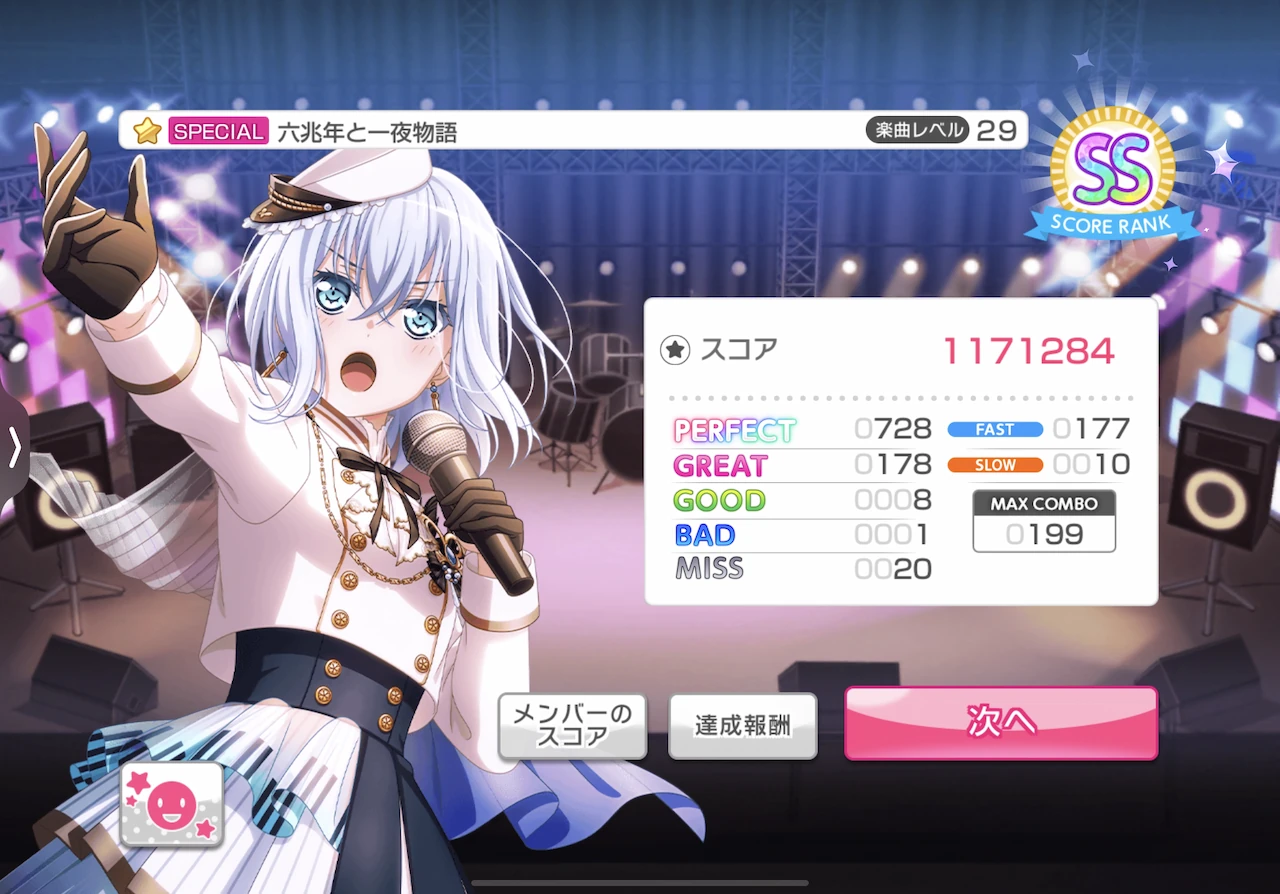 SPECIAL 六兆年と一夜物語 楽曲レベル 29
SS
SCORE RANK
スコア 1171284
PERFECT 0728 FAST 0177
GREAT 0178 SLOW 0010
GOOD 0008 MAX COMBO
BAD 0001 0199
MISS 0020
メンバーの
スコア
達成報酬
次へ